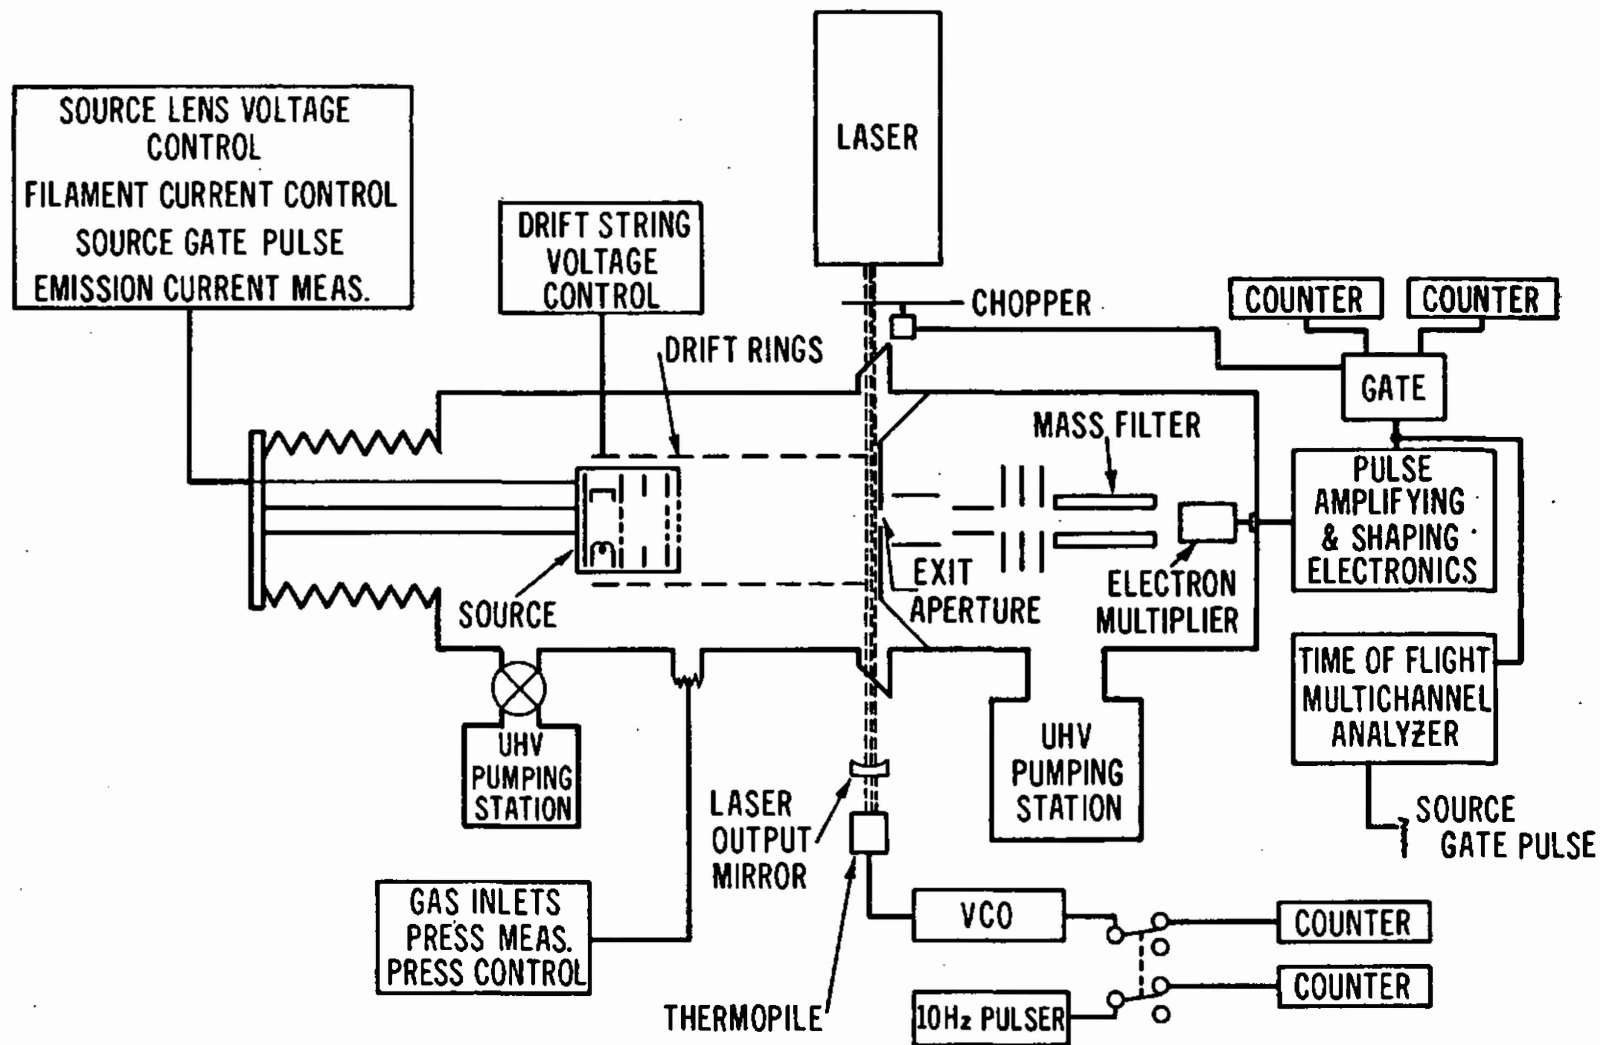 LASER
SOURCE LENS VOLTAGE
CONTROL
FILAMENT CURRENT CONTROL
SOURCE GATE PULSE
EMISSION CURRENT MEAS.
DRIFT STRING
VOLTAGE
CONTROL
CHOPPER
COUNTER
COUNTER
DRIFT RINGS
GATE
MASS FILTER
PULSE
AMPLIFYING
& SHAPING
ELECTRONICS
SOURCE
EXIT
APERTURE
ELECTRON
MULTIPLIER
TIME OF FLIGHT
MULTICHANNEL
ANALYZER
UHV
PUMPING
STATION
UHV
PUMPING
STATION
LASER
OUTPUT
MIRROR
SOURCE
GATE PULSE
GAS INLETS
PRESS MEAS.
PRESS CONTROL
VCO
COUNTER
THERMOPILE
10Hz PULSER
COUNTER